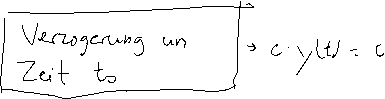 Verzogerung un → c · y(t) = c
Zeit to